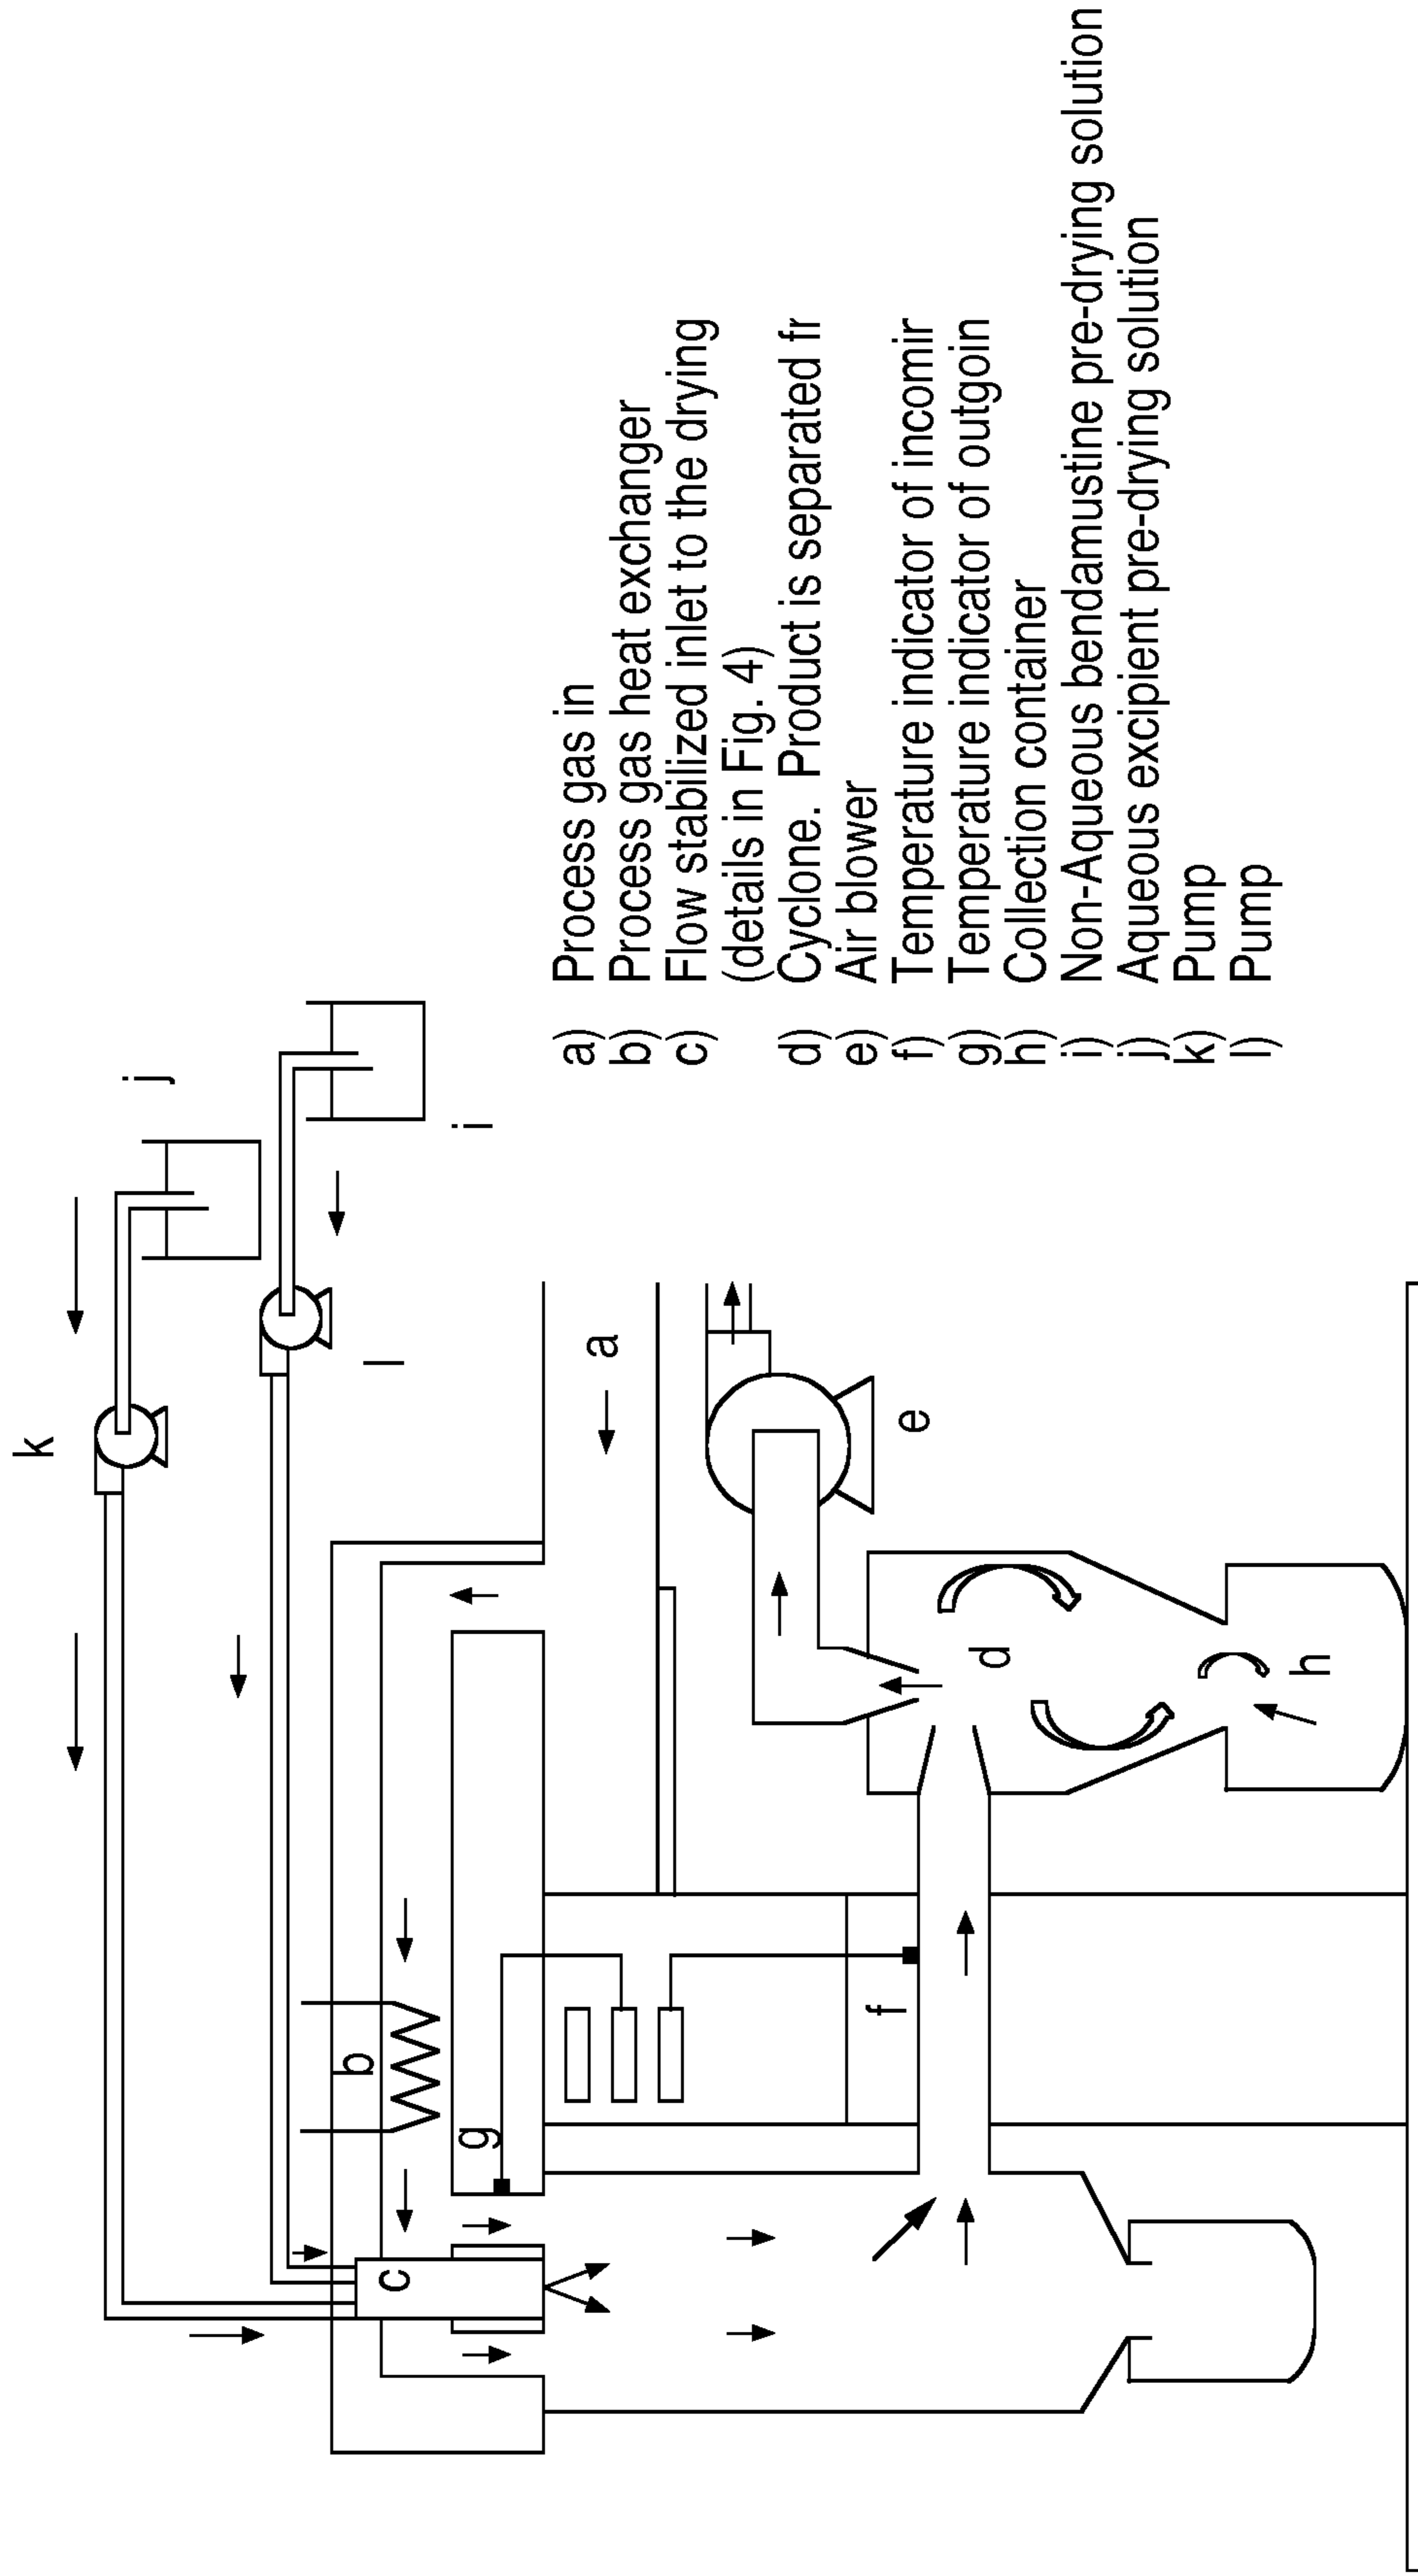 k
j
l
i
b
a
c
g
e
f
d
h
a) Process gas in
b) Process gas heat exchanger
c) Flow stabilized inlet to the drying
(details in Fig. 4)
d) Cyclone. Product is separated fr
e) Air blower
f) Temperature indicator of incomir
g) Temperature indicator of outgoin
h) Collection container
i) Non-Aqueous bendamustine pre-drying solution
j) Aqueous excipient pre-drying solution
k) Pump
l) Pump